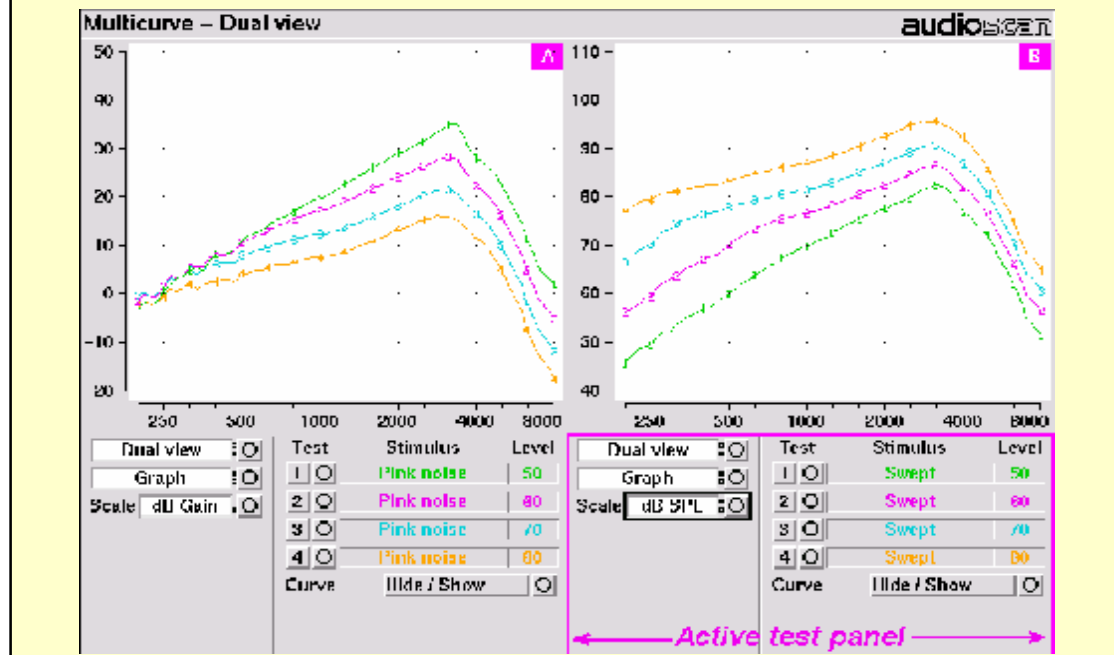 Multicurve – Dual view
audioscan
A
50
40
30
20
10
0
-10
20
250 500 1000 2000 4000 8000
B
110
100
90
80
70
60
50
40
250 500 1000 2000 4000 8000
Dual view
Graph
Scale dB Gain
Test Stimulus Level
1 Pink noise 50
2 Pink noise 60
3 Pink noise 70
4 Pink noise 80
Curve Hide / Show
Dual view
Graph
Scale dB SPL
Test Stimulus Level
1 Swept 50
2 Swept 60
3 Swept 70
4 Swept
Curve Hide / Show
Active test panel